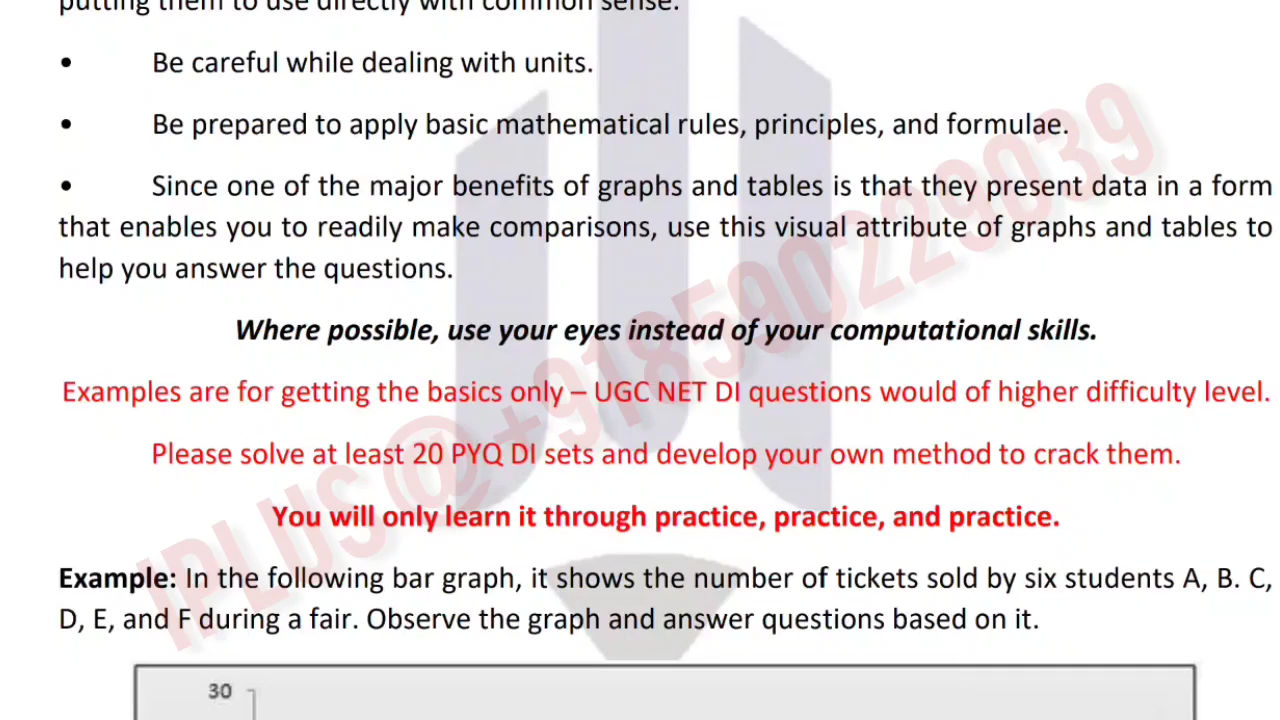 putting them to use directly with common sense.
• Be careful while dealing with units.
• Be prepared to apply basic mathematical rules, principles, and formulae.
• Since one of the major benefits of graphs and tables is that they present data in a form
that enables you to readily make comparisons, use this visual attribute of graphs and tables to
help you answer the questions.
Where possible, use your eyes instead of your computational skills.
Examples are for getting the basics only – UGC NET DI questions would of higher difficulty level.
Please solve at least 20 PYQ DI sets and develop your own method to crack them.
You will only learn it through practice, practice, and practice.
IPLUS@+918590229039
Example: In the following bar graph, it shows the number of tickets sold by six students A, B. C,
D, E, and F during a fair. Observe the graph and answer questions based on it.
30